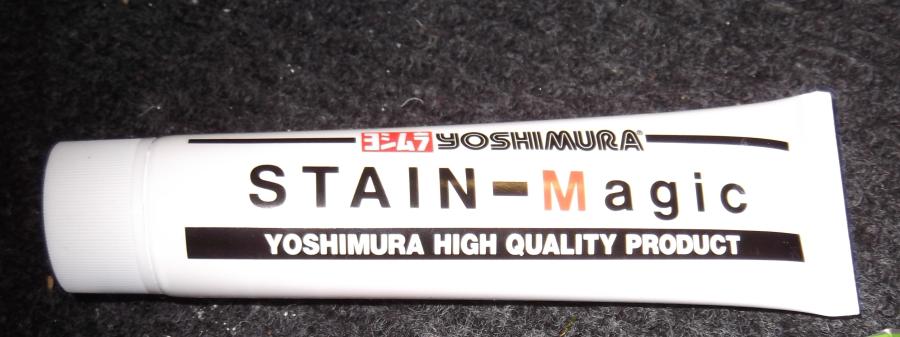 ヨシムラ YOSHIMURA®
STAIN-Magic
YOSHIMURA HIGH QUALITY PRODUCT